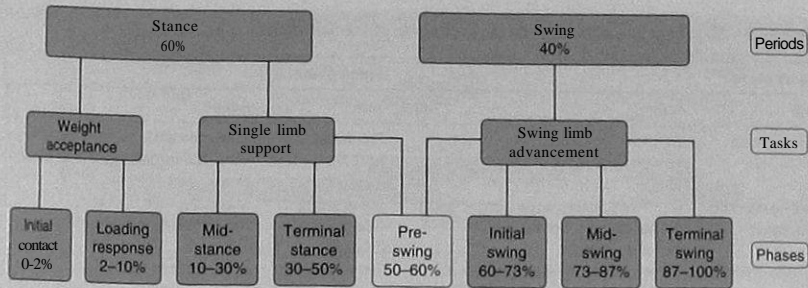 Stance
60%
Swing
40%
Periods
Weight
acceptance
Single limb
support
Swing limb
advancement
Tasks
Initial
contact
0-2%
Loading
response
2–10%
Mid-
stance
10–30%
Terminal
stance
30–50%
Pre-
swing
50–60%
Initial
swing
60–73%
Mid-
swing
73–87%
Terminal
swing
87–100%
Phases